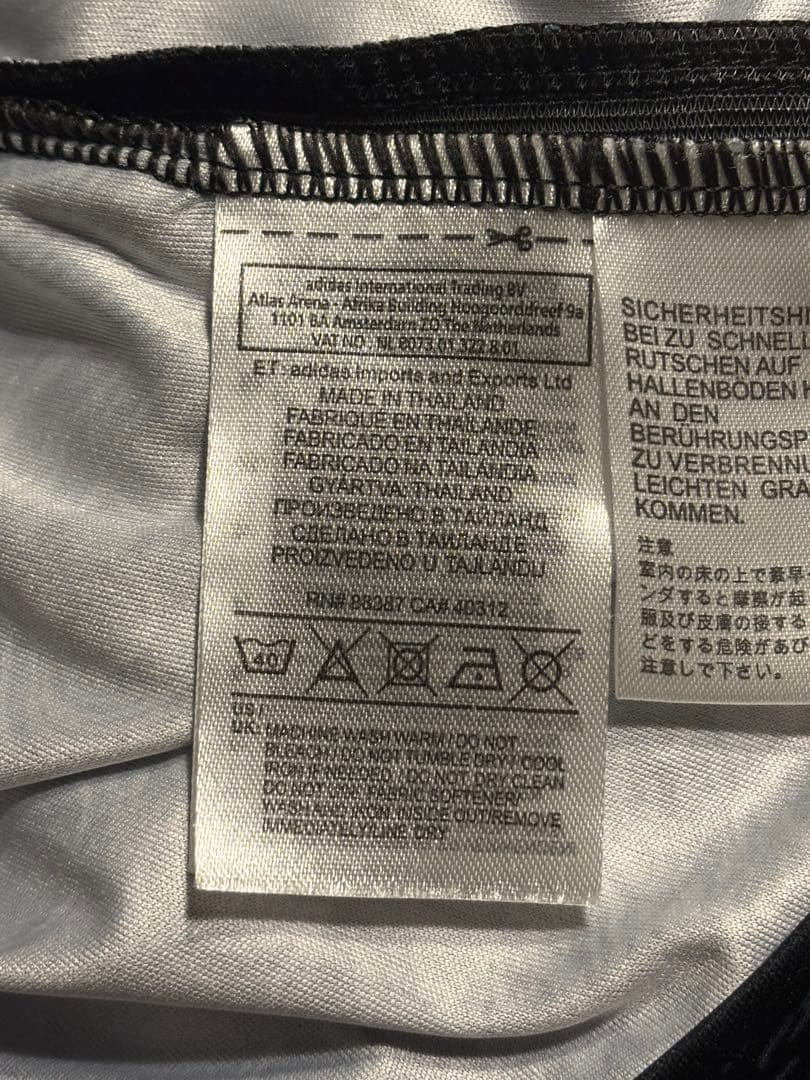 adidas International Trading BV
Atlas Arena - Afrika Building Hoogoorddreef 9a
1101 BA Amsterdam ZO The Netherlands
VAT NO.: NL 8073.01.322.B.01
ET: adidas Imports and Exports Ltd
MADE IN THAILAND
FABRIQUE EN THAILANDE
FABRICADO EN TAILANDIA
FABRICADO NA TAILANDIA
GYÁRTVA: THAILAND
ПРОИЗВЕДЕНО В ТАЙЛАНД
СДЕЛАНО В ТАИЛАНДЕ
PROIZVEDENO U TAJLANDU
RN# 88387 CA# 40312
40
US /
UK: MACHINE WASH WARM / DO NOT
BLEACH / DO NOT TUMBLE DRY / COOL
IRON IF NEEDED / DO NOT DRY CLEAN
DO NOT USE FABRIC SOFTENER/
WASH AND IRON INSIDE OUT/REMOVE
IMMEDIATELY/LINE DRY
SICHERHEITSHI
BEI ZU SCHNELL
RUTSCHEN AUF
HALLENBODEN K
AN DEN
BERÜHRUNGSP
ZU VERBRENNU
LEICHTEN GRA
KOMMEN.
注意
室内の床の上で素早
ンダすると摩擦が起
服及び皮膚の接する
どをする危険があひ
注意して下さい。